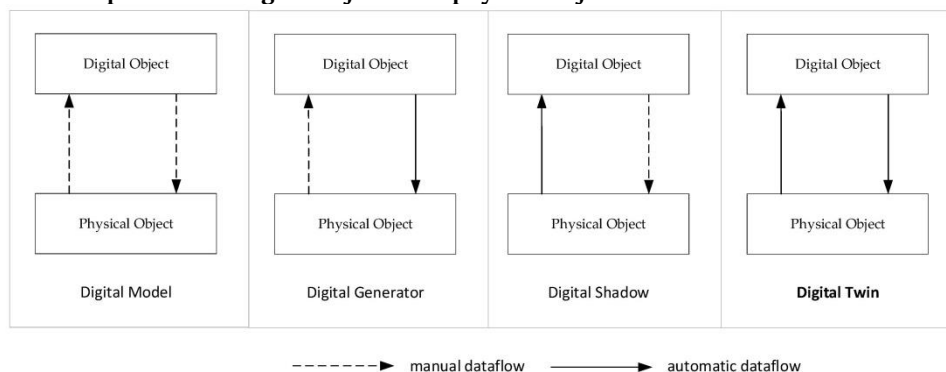 Digital Object Digital Object Digital Object Digital Object
Physical Object Physical Object Physical Object Physical Object
Digital Model Digital Generator Digital Shadow Digital Twin
manual dataflow automatic dataflow